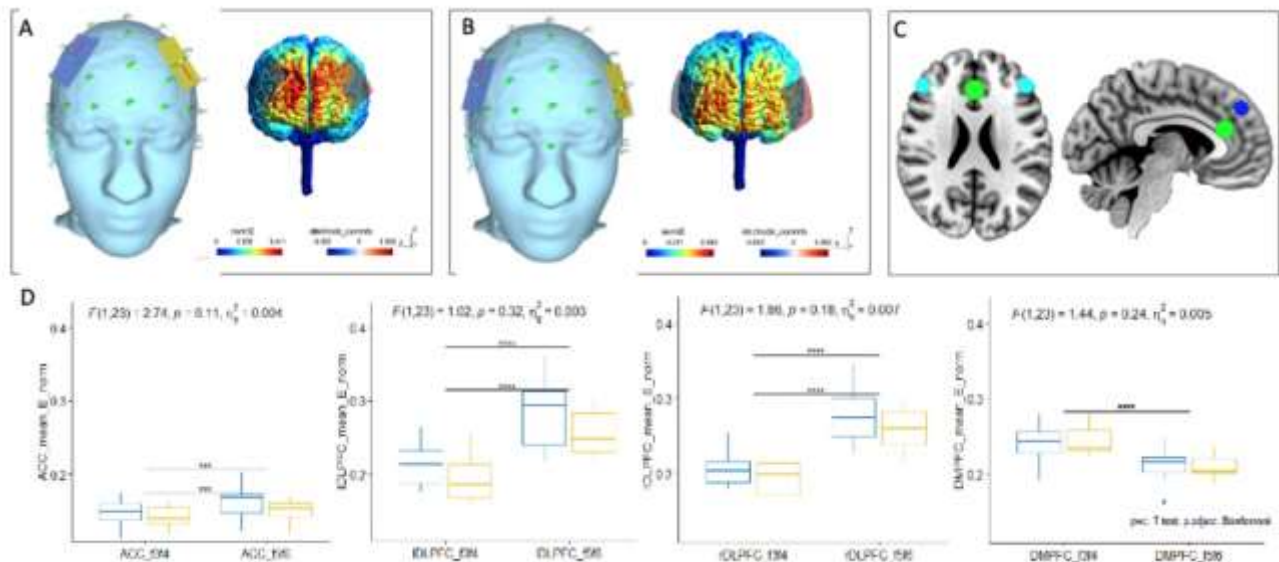 A
B
C
normE
electrode_currents
normE
electrode_currents
D
F(1,23) = 2.74, p = 0.11, η²g = 0.004
F(1,23) = 1.02, p = 0.32, η²g = 0.003
F(1,23) = 1.86, p = 0.18, η²g = 0.007
F(1,23) = 1.44, p = 0.24, η²g = 0.005
ACC_mean_E_norm
0.4
0.3
0.2
***
***
ACC_f3f4
ACC_f5f6
lDLPFC_mean_E_norm
0.4
0.3
0.2
****
****
lDLPFC_f3f4
lDLPFC_f5f6
rDLPFC_mean_E_norm
0.4
0.3
0.2
****
****
rDLPFC_f3f4
rDLPFC_f5f6
DMPFC_mean_E_norm
0.4
0.3
0.2
****
pwc: T test; p.adjust: Bonferroni
DMPFC_f3f4
DMPFC_f5f6